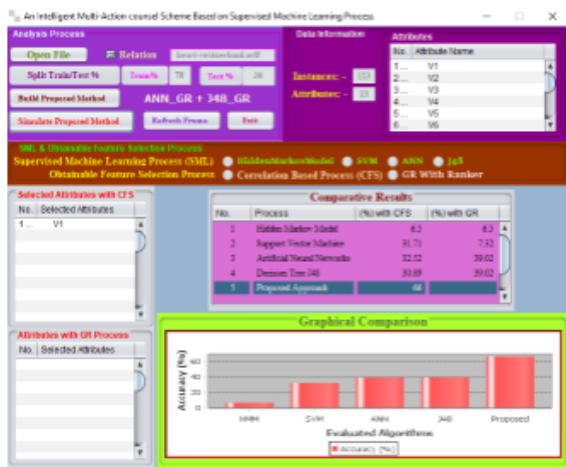 An Intelligent Multi-Action counsel Scheme Based on Supervised Machine Learning Process
Analysis Process
Open File
Relation
heart-switzerland.arff
Split Train/Test %
Train%
70
Test %
Build Proposed Method
ANN_GR + J48_GR
Simulate Proposed Method
Refresh Frame
Exit
Data Information
Instances: - 123
Attributes: - 13
Attributes
No. Attribute Name
1... V1
2... V2
3... V3
4... V4
5... V5
6... V6
SML & Obtainable Feature Selection Process
Supervised Machine Learning Process (SML) HiddenMarkovModel SVM ANN J48
Obtainable Feature Selection Process Correlation Based Process (CFS) GR With Ranker
Selected Attributes with CFS
No. Selected Attributes
1... V1
Comparative Results
No. Process (%) with CFS (%) with GR
1 Hidden Markov Model 6.5 6.5
2 Support Vector Machine 31.71 7.32
3 Artificial Neural Networks 32.52 39.02
4 Decision Tree J48 30.89 39.02
5 Proposed Approach
Attributes with GR Process
No. Selected Attributes
Graphical Comparison
Accuracy (%)
60
40
20
0
HMM SVM ANN J48 Proposed
Evaluated Algorithms
Accuracy (%)